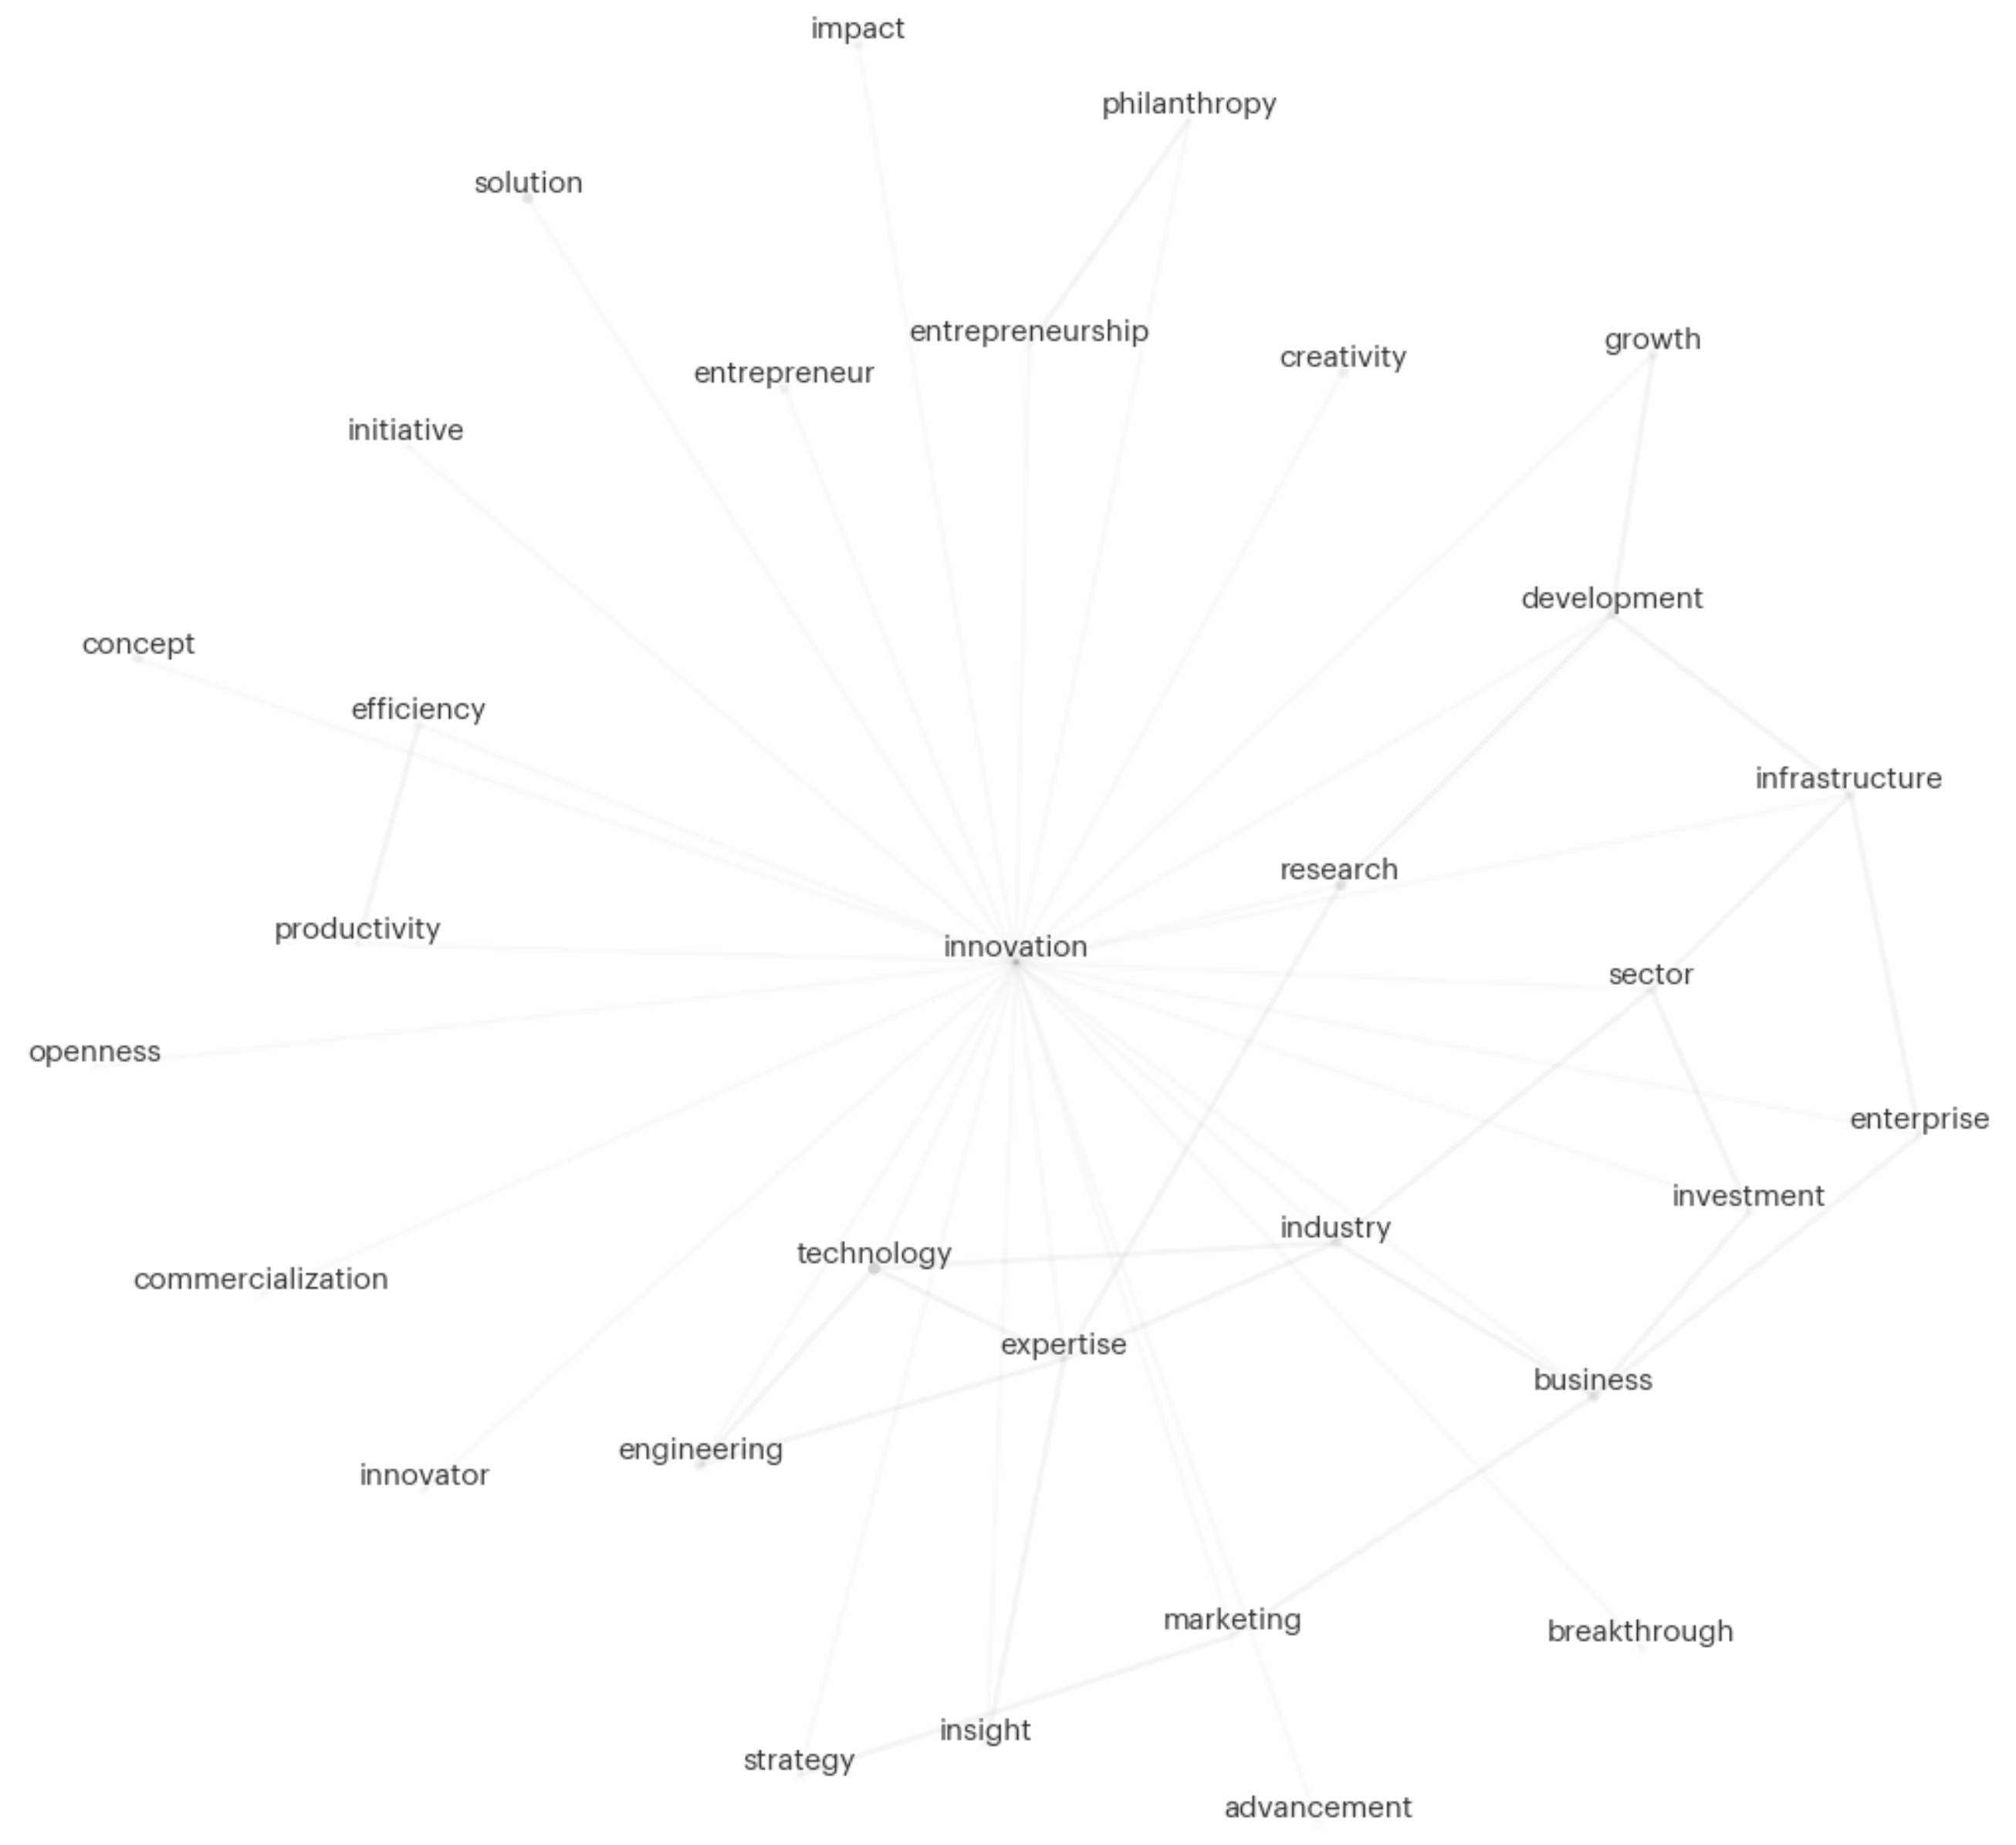 impact
philanthropy
solution
entrepreneurship
growth
creativity
entrepreneur
initiative
development
concept
efficiency
infrastructure
research
productivity
innovation
sector
openness
enterprise
investment
industry
technology
commercialization
expertise
business
engineering
innovator
marketing
breakthrough
insight
strategy
advancement